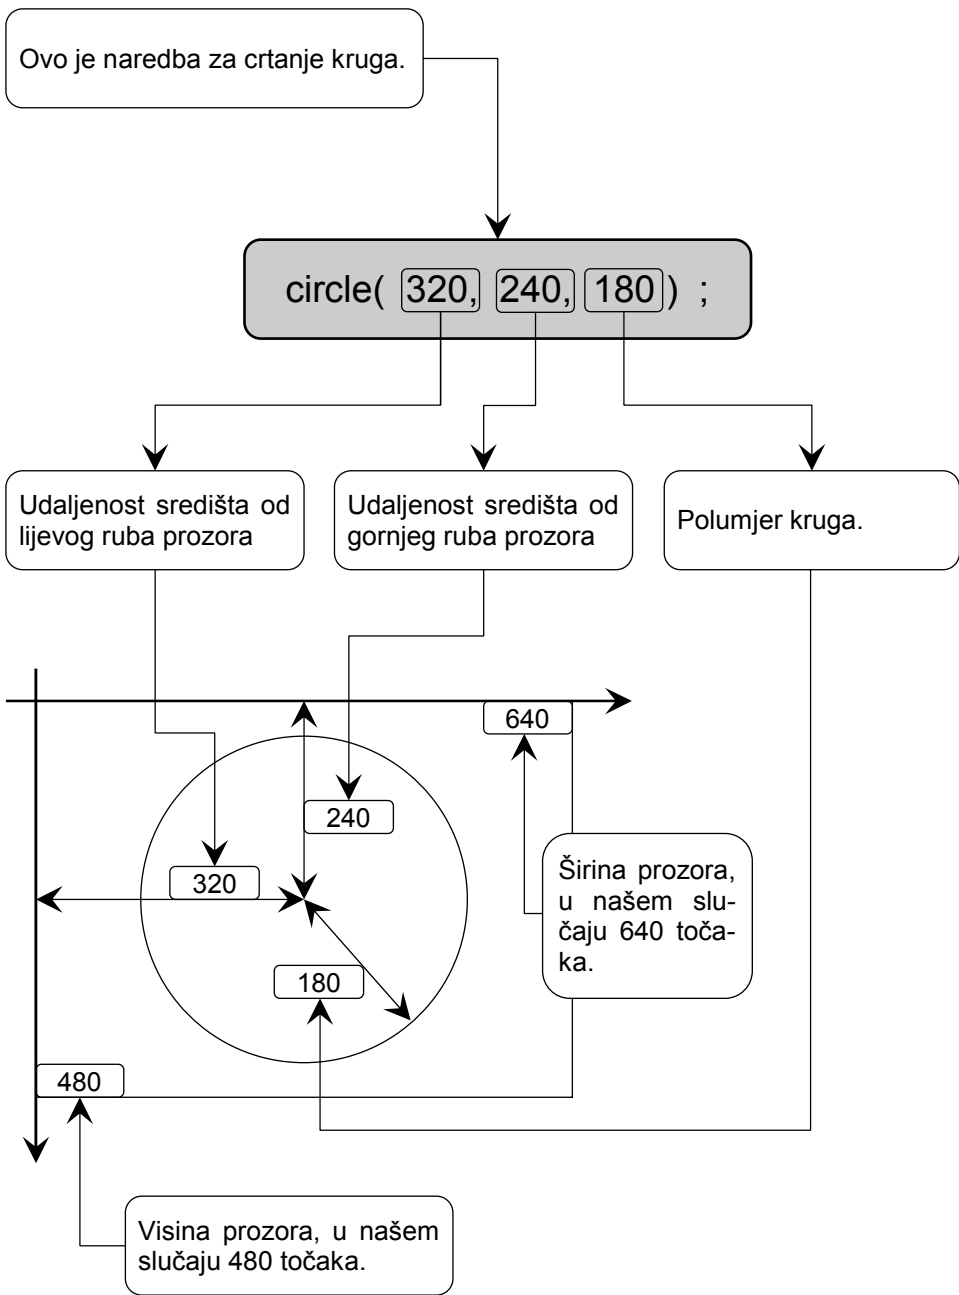 Ovo je naredba za crtanje kruga.
circle( 320, 240, 180) ;
Udaljenost središta od
lijevog ruba prozora
Udaljenost središta od
gornjeg ruba prozora
Polumjer kruga.
640
240
320
180
Širina prozora,
u našem slu-
čaju 640 toča-
ka.
480
Visina prozora, u našem
slučaju 480 točaka.